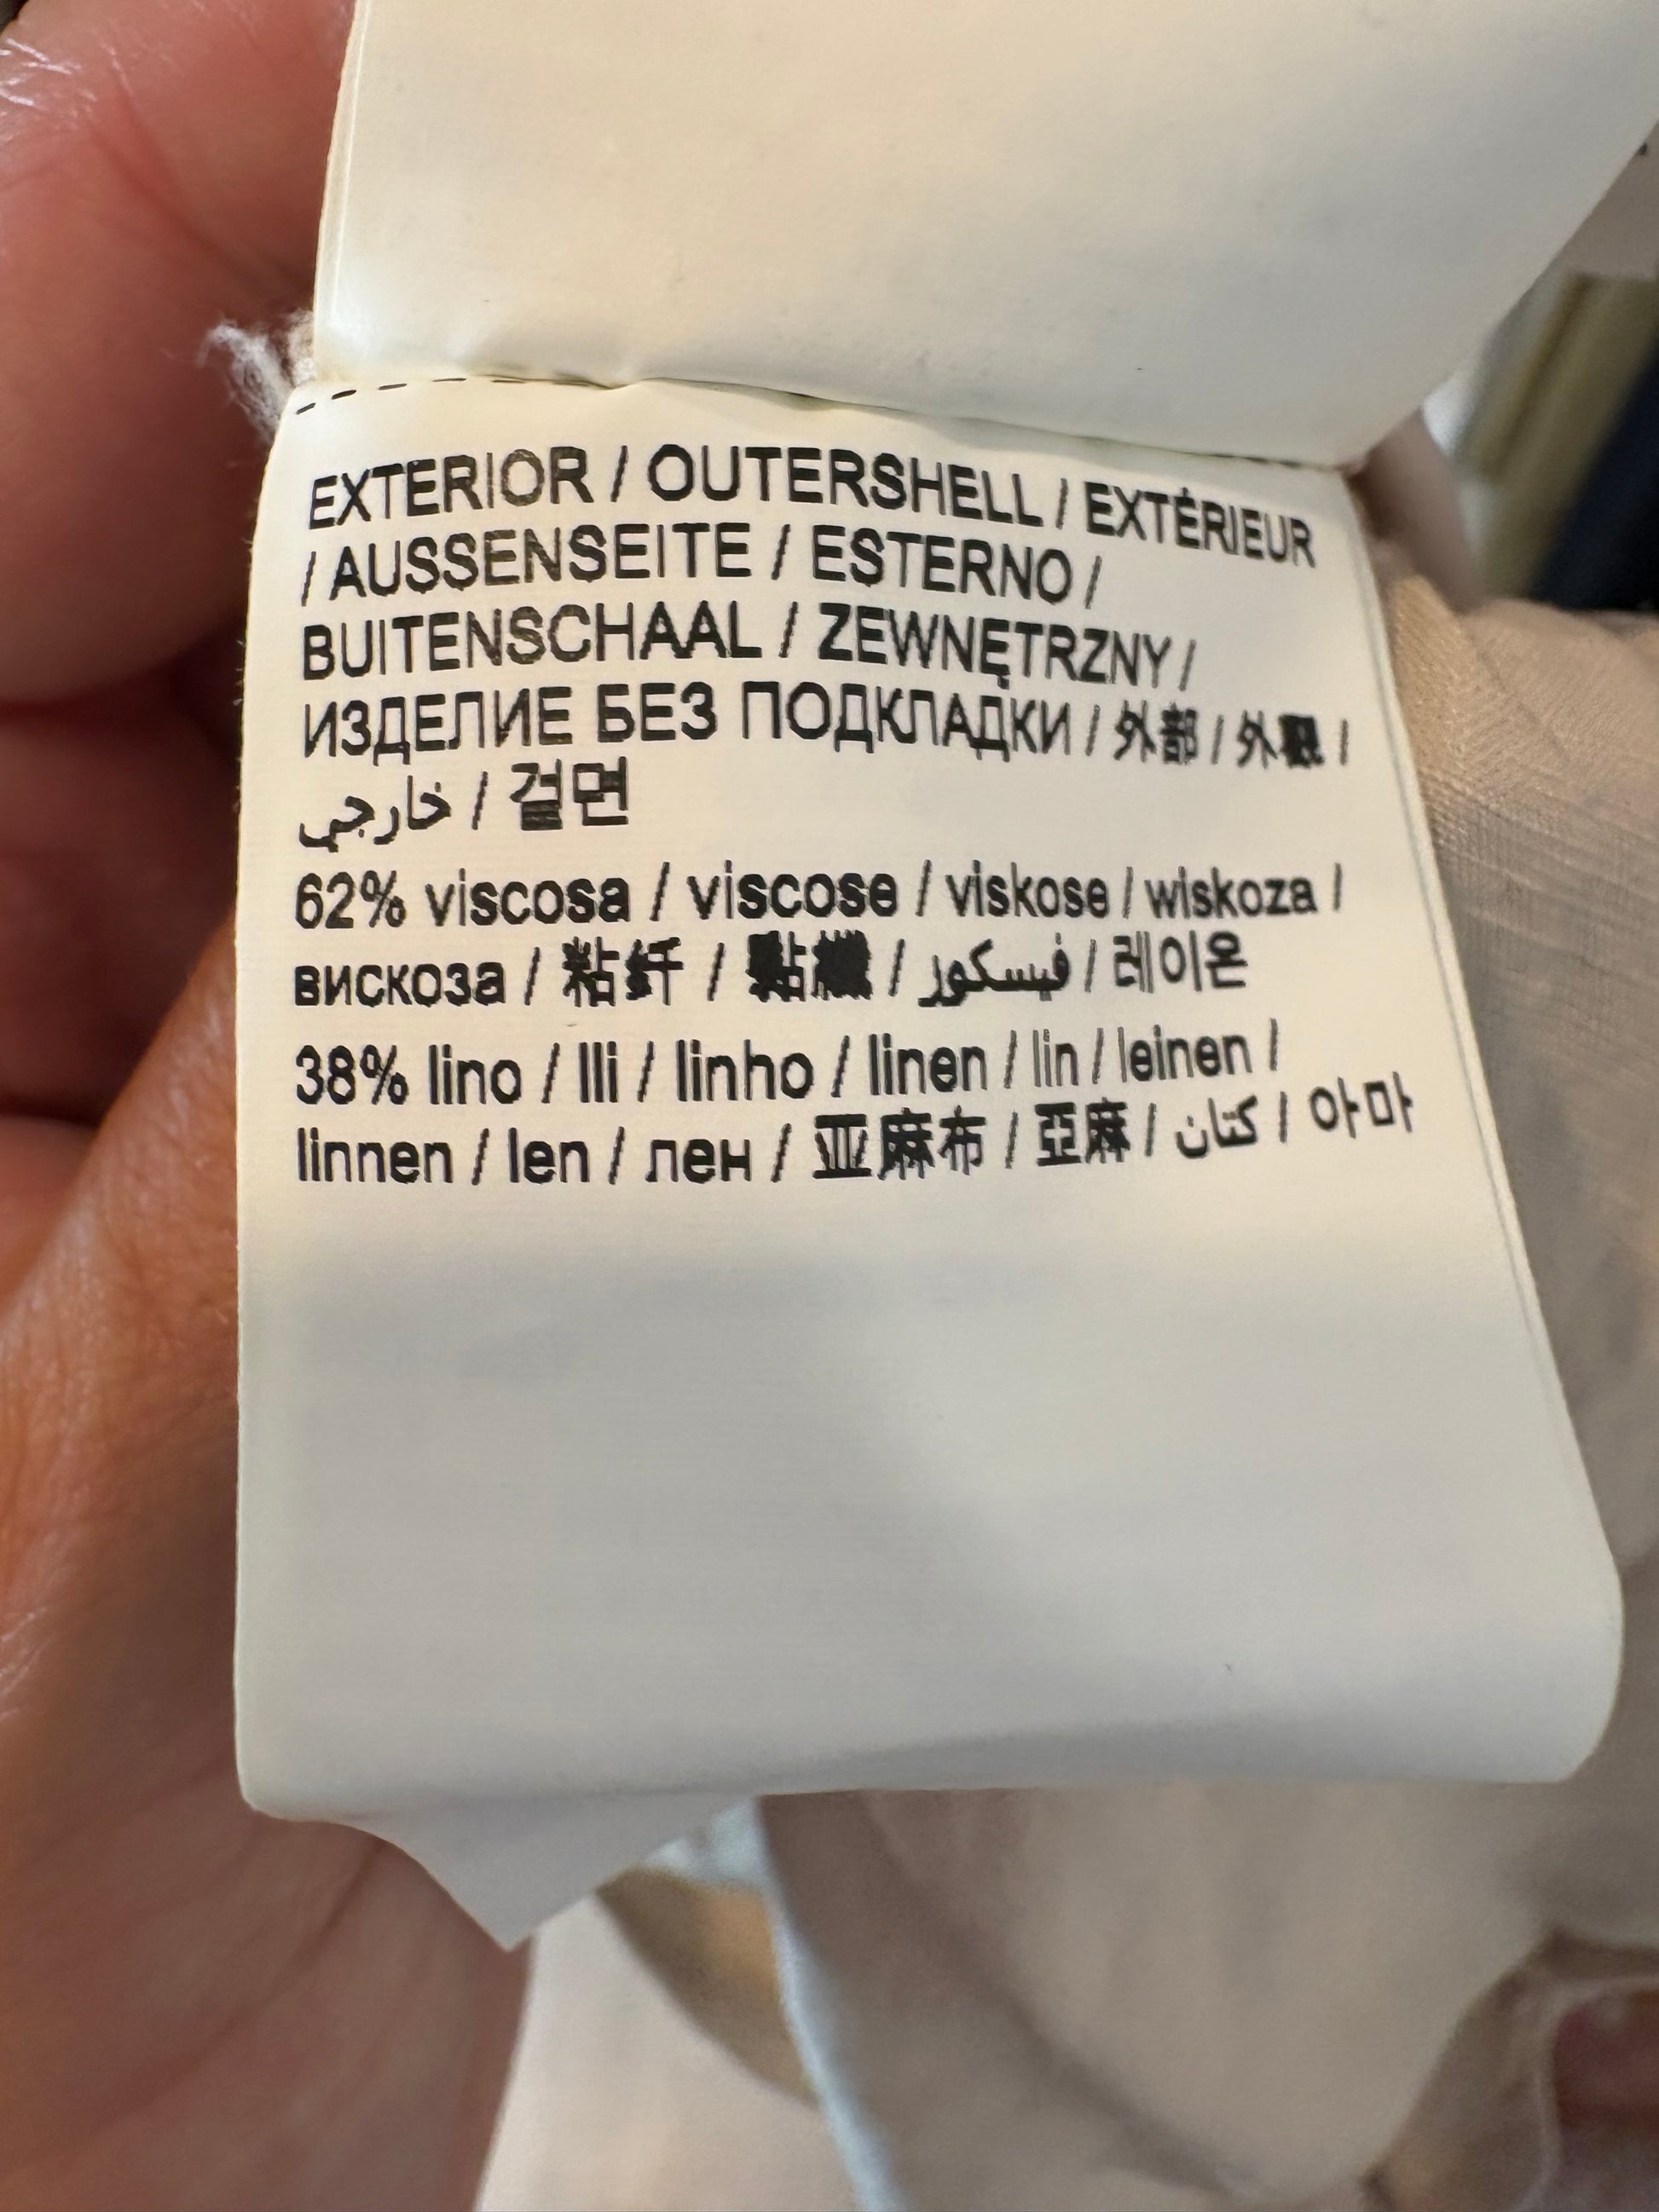 EXTERIOR / OUTERSHELL / EXTÉRIEUR
/ AUSSENSEITE / ESTERNO /
BUITENSCHAAL / ZEWNĘTRZNY /
ИЗДЕЛИЕ БЕЗ ПОДКЛАДКИ / 外部 / 外觀 /
خارجي / 겉면
62% viscosa / viscose / viskose / wiskoza /
вискоза / 粘纤 / / فيسكوز / 레이온
38% lino / lli / linho / linen / lin / leinen /
linnen / len / лен / 亚麻布 / 亞麻 / كتان / 아마